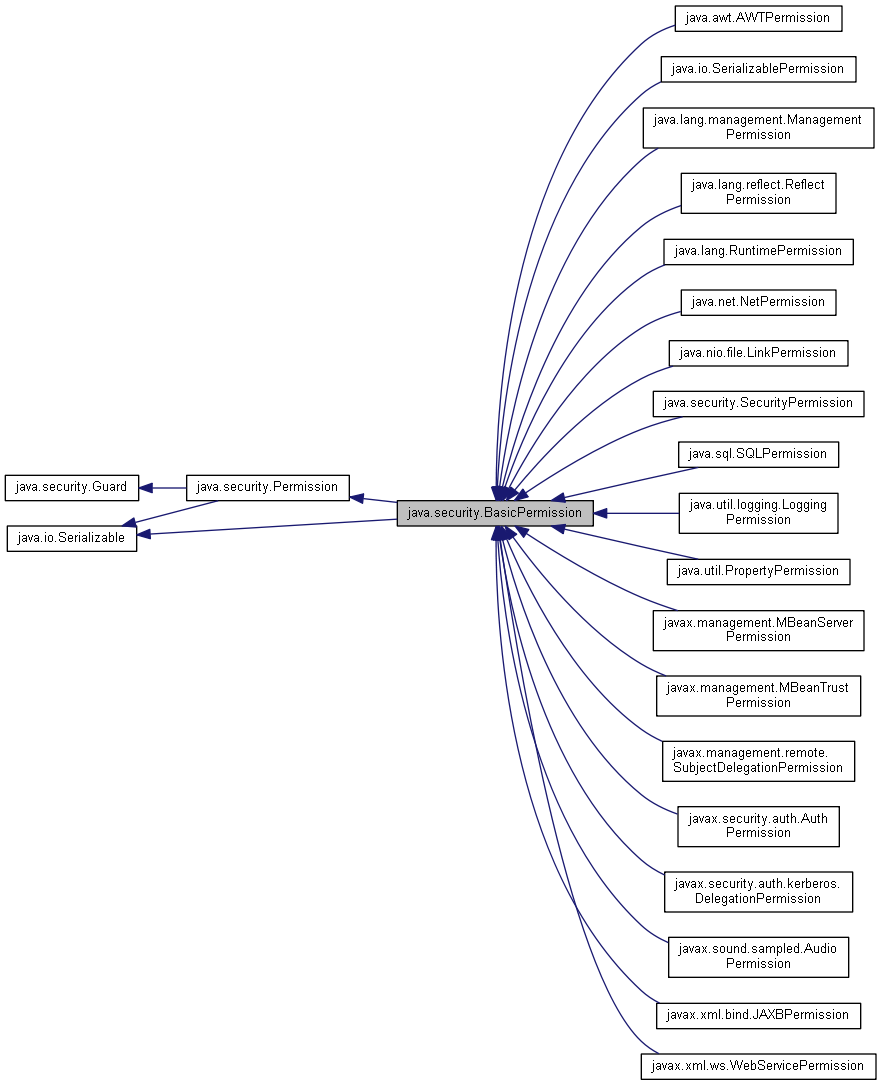 java.awt.AWTPermission
java.io.SerializablePermission
java.lang.management.Management
Permission
java.lang.reflect.Reflect
Permission
java.lang.RuntimePermission
java.net.NetPermission
java.nio.file.LinkPermission
java.security.SecurityPermission
java.sql.SQLPermission
java.security.Guard
java.security.Permission
java.security.BasicPermission
java.io.Serializable
java.util.logging.Logging
Permission
java.util.PropertyPermission
javax.management.MBeanServer
Permission
javax.management.MBeanTrust
Permission
javax.management.remote.
SubjectDelegationPermission
javax.security.auth.Auth
Permission
javax.security.auth.kerberos.
DelegationPermission
javax.sound.sampled.Audio
Permission
javax.xml.bind.JAXBPermission
javax.xml.ws.WebServicePermission